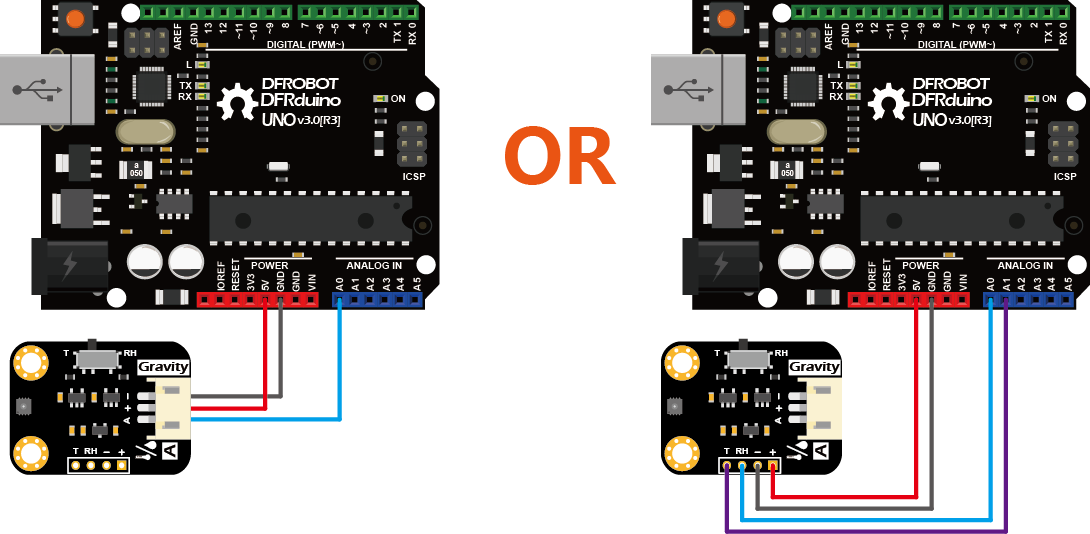 AREF
GND
13
12
~11
~10
~9
8
7
~6
~5
4
~3
2
TX 1
RX 0
DIGITAL (PWM~)
L
TX
RX
DFROBOT
DFRduino
UNO v3.0[R3]
ON
ICSP
a
050
POWER
ANALOG IN
IOREF
RESET
3V3
5V
GND
GND
VIN
A0
A1
A2
A3
A4
A5
T
RH
Gravity
-
+
A
T RH - +
%
A
OR
AREF
GND
13
12
~11
~10
~9
8
7
~6
~5
4
~3
2
TX 1
RX 0
DIGITAL (PWM~)
L
TX
RX
DFROBOT
DFRduino
UNO v3.0[R3]
ON
ICSP
a
050
POWER
ANALOG IN
IOREF
RESET
3V3
5V
GND
GND
VIN
A0
A1
A2
A3
A4
A5
T
RH
Gravity
-
+
A
T RH - +
%
A